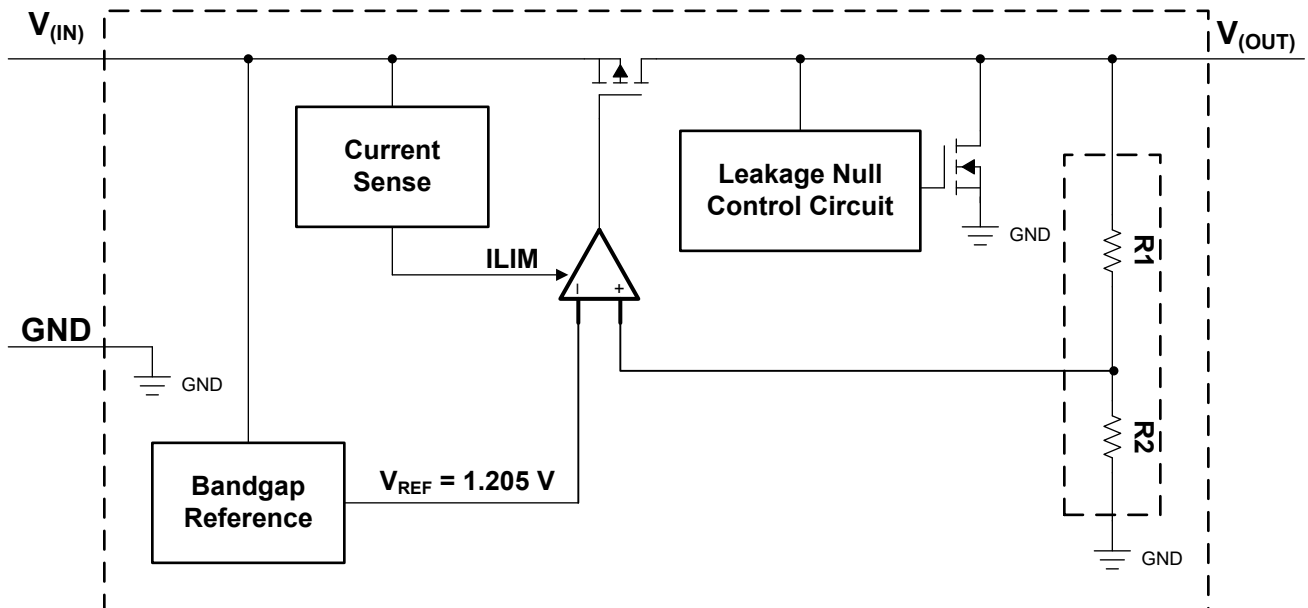 V(IN)
V(OUT)
Current
Sense
Leakage Null
Control Circuit
GND
R1
ILIM
– +
GND
GND
R2
Bandgap
Reference
VREF = 1.205 V
GND